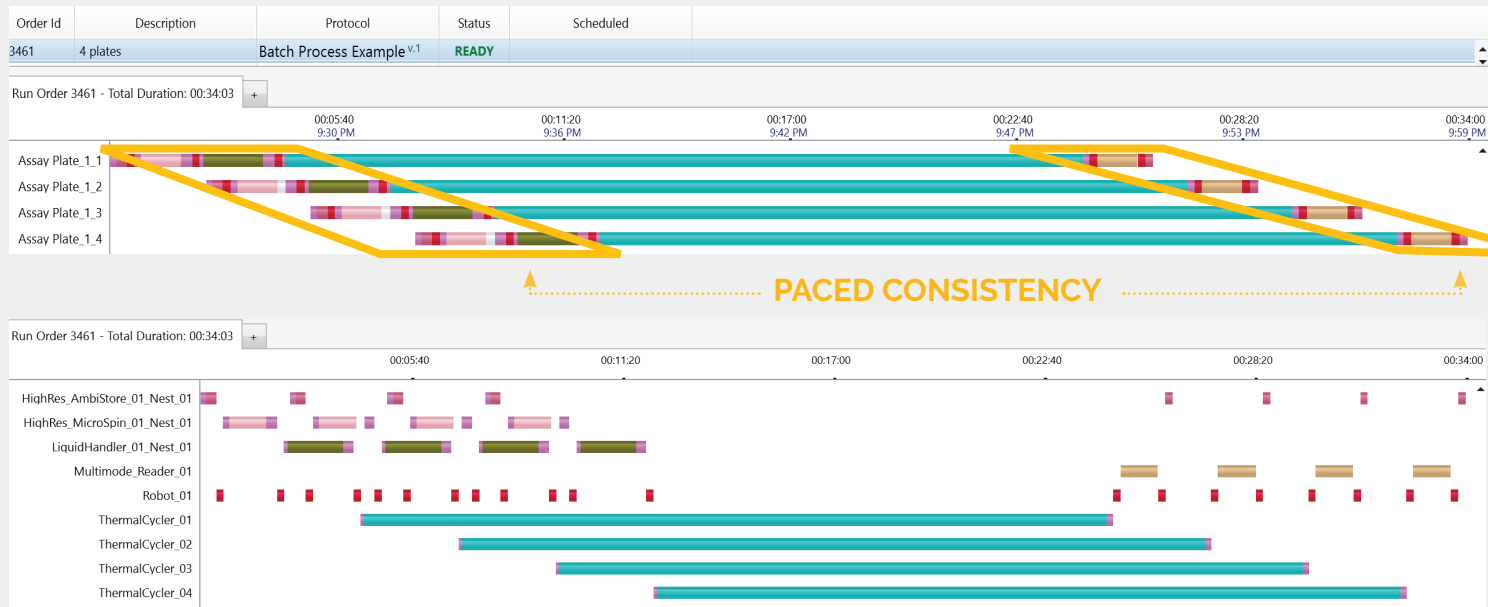 Order Id Description Protocol Status Scheduled
3461 4 plates Batch Process Example v.1 READY
Run Order 3461 - Total Duration: 00:34:03 +
00:05:40 00:11:20 00:17:00 00:22:40 00:28:20 00:34:00
9:30 PM 9:36 PM 9:42 PM 9:47 PM 9:53 PM 9:59 PM
Assay Plate_1_1
Assay Plate_1_2
Assay Plate_1_3
Assay Plate_1_4
PACED CONSISTENCY
Run Order 3461 - Total Duration: 00:34:03 +
00:05:40 00:11:20 00:17:00 00:22:40 00:28:20 00:34:00
HighRes_AmbiStore_01_Nest_01
HighRes_MicroSpin_01_Nest_01
LiquidHandler_01_Nest_01
Multimode_Reader_01
Robot_01
ThermalCycler_01
ThermalCycler_02
ThermalCycler_03
ThermalCycler_04